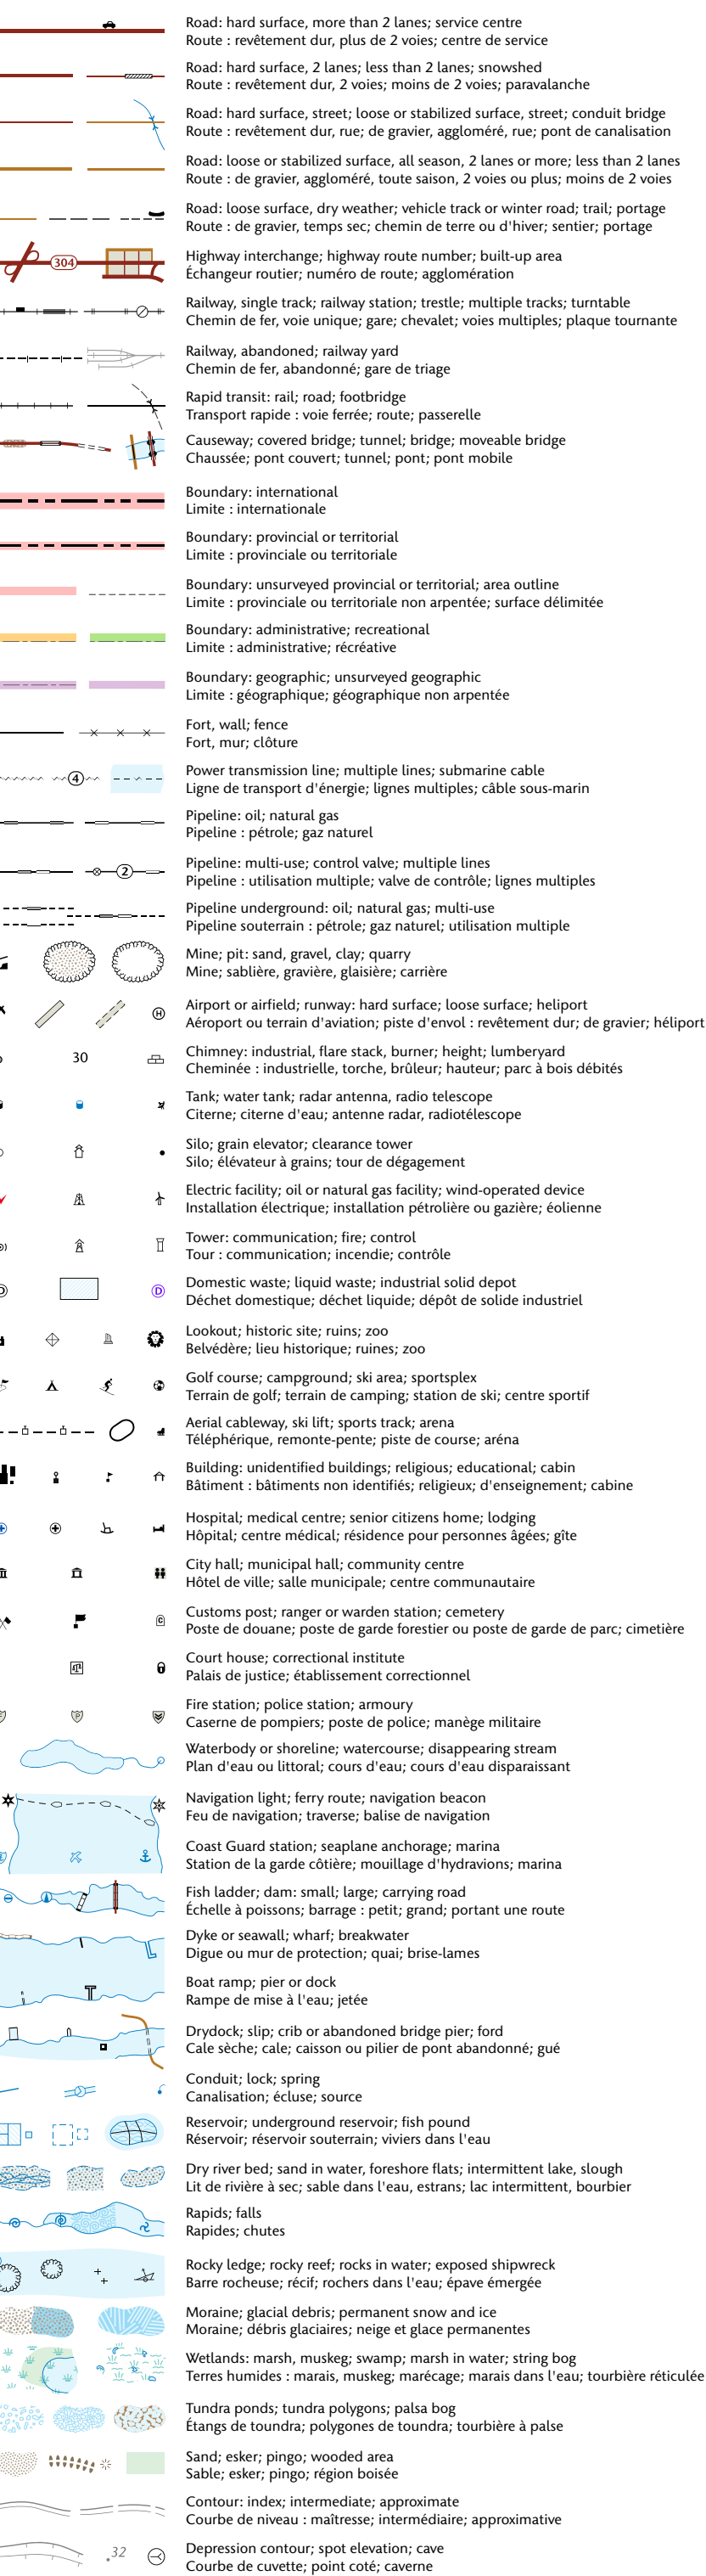 Road: hard surface, more than 2 lanes; service centre
Route : revêtement dur, plus de 2 voies; centre de service
Road: hard surface, 2 lanes; less than 2 lanes; snowshed
Route : revêtement dur, 2 voies; moins de 2 voies; paravalanche
Road: hard surface, street; loose or stabilized surface, street; conduit bridge
Route : revêtement dur, rue; de gravier, aggloméré, rue; pont de canalisation
Road: loose or stabilized surface, all season, 2 lanes or more; less than 2 lanes
Route : de gravier, aggloméré, toute saison, 2 voies ou plus; moins de 2 voies
Road: loose surface, dry weather; vehicle track or winter road; trail; portage
Route : de gravier, temps sec; chemin de terre ou d'hiver; sentier; portage
304
Highway interchange; highway route number; built-up area
Échangeur routier; numéro de route; agglomération
Railway, single track; railway station; trestle; multiple tracks; turntable
Chemin de fer, voie unique; gare; chevalet; voies multiples; plaque tournante
Railway, abandoned; railway yard
Chemin de fer, abandonné; gare de triage
Rapid transit: rail; road; footbridge
Transport rapide : voie ferrée; route; passerelle
Causeway; covered bridge; tunnel; bridge; moveable bridge
Chaussée; pont couvert; tunnel; pont; pont mobile
Boundary: international
Limite : internationale
Boundary: provincial or territorial
Limite : provinciale ou territoriale
Boundary: unsurveyed provincial or territorial; area outline
Limite : provinciale ou territoriale non arpentée; surface délimitée
Boundary: administrative; recreational
Limite : administrative; récréative
Boundary: geographic; unsurveyed geographic
Limite : géographique; géographique non arpentée
Fort, wall; fence
Fort, mur; clôture
4
Power transmission line; multiple lines; submarine cable
Ligne de transport d'énergie; lignes multiples; câble sous-marin
Pipeline: oil; natural gas
Pipeline : pétrole; gaz naturel
2
Pipeline: multi-use; control valve; multiple lines
Pipeline : utilisation multiple; valve de contrôle; lignes multiples
Pipeline underground: oil; natural gas; multi-use
Pipeline souterrain : pétrole; gaz naturel; utilisation multiple
Mine; pit: sand, gravel, clay; quarry
Mine; sablière, gravière, glaisière; carrière
H
Airport or airfield; runway: hard surface; loose surface; heliport
Aéroport ou terrain d'aviation; piste d'envol : revêtement dur; de gravier; héliport
30
Chimney: industrial, flare stack, burner; height; lumberyard
Cheminée : industrielle, torche, brûleur; hauteur; parc à bois débités
Tank; water tank; radar antenna, radio telescope
Citerne; citerne d'eau; antenne radar, radiotélescope
Silo; grain elevator; clearance tower
Silo; élévateur à grains; tour de dégagement
Electric facility; oil or natural gas facility; wind-operated device
Installation électrique; installation pétrolière ou gazière; éolienne
Tower: communication; fire; control
Tour : communication; incendie; contrôle
D
D
Domestic waste; liquid waste; industrial solid depot
Déchet domestique; déchet liquide; dépôt de solide industriel
Lookout; historic site; ruins; zoo
Belvédère; lieu historique; ruines; zoo
Golf course; campground; ski area; sportsplex
Terrain de golf; terrain de camping; station de ski; centre sportif
Aerial cableway, ski lift; sports track; arena
Téléphérique, remonte-pente; piste de course; aréna
Building: unidentified buildings; religious; educational; cabin
Bâtiment : bâtiments non identifiés; religieux; d'enseignement; cabine
Hospital; medical centre; senior citizens home; lodging
Hôpital; centre médical; résidence pour personnes âgées; gîte
City hall; municipal hall; community centre
Hôtel de ville; salle municipale; centre communautaire
C
Customs post; ranger or warden station; cemetery
Poste de douane; poste de garde forestier ou poste de garde de parc; cimetière
Court house; correctional institute
Palais de justice; établissement correctionnel
P
Fire station; police station; armoury
Caserne de pompiers; poste de police; manège militaire
Waterbody or shoreline; watercourse; disappearing stream
Plan d'eau ou littoral; cours d'eau; cours d'eau disparaissant
Navigation light; ferry route; navigation beacon
Feu de navigation; traverse; balise de navigation
Coast Guard station; seaplane anchorage; marina
Station de la garde côtière; mouillage d'hydravions; marina
Fish ladder; dam: small; large; carrying road
Échelle à poissons; barrage : petit; grand; portant une route
Dyke or seawall; wharf; breakwater
Digue ou mur de protection; quai; brise-lames
Boat ramp; pier or dock
Rampe de mise à l'eau; jetée
Drydock; slip; crib or abandoned bridge pier; ford
Cale sèche; cale; caisson ou pilier de pont abandonné; gué
Conduit; lock; spring
Canalisation; écluse; source
Reservoir; underground reservoir; fish pound
Réservoir; réservoir souterrain; viviers dans l'eau
Dry river bed; sand in water, foreshore flats; intermittent lake, slough
Lit de rivière à sec; sable dans l'eau, estrans; lac intermittent, bourbier
Rapids; falls
Rapides; chutes
Rocky ledge; rocky reef; rocks in water; exposed shipwreck
Barre rocheuse; récif; rochers dans l'eau; épave émergée
Moraine; glacial debris; permanent snow and ice
Moraine; débris glaciaires; neige et glace permanentes
Wetlands: marsh, muskeg; swamp; marsh in water; string bog
Terres humides : marais, muskeg; marécage; marais dans l'eau; tourbière réticulée
Tundra ponds; tundra polygons; palsa bog
Étangs de toundra; polygones de toundra; tourbière à palse
Sand; esker; pingo; wooded area
Sable; esker; pingo; région boisée
Contour: index; intermediate; approximate
Courbe de niveau : maîtresse; intermédiaire; approximative
.32
Depression contour; spot elevation; cave
Courbe de cuvette; point coté; caverne